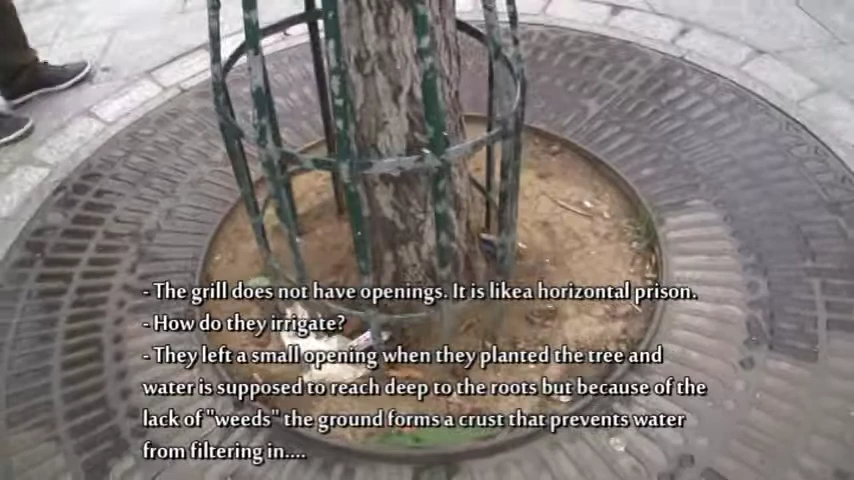 - The grill does not have openings. It is likea horizontal prison.
- How do they irrigate?
- They left a small opening when they planted the tree and
water is supposed to reach deep to the roots but because of the
lack of "weeds" the ground forms a crust that prevents water
from filtering in....